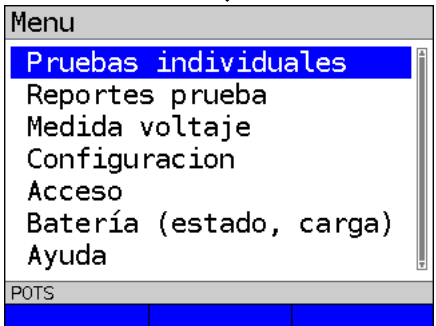 Menu
Pruebas individuales
Reportes prueba
Medida voltaje
Configuracion
Acceso
Batería (estado, carga)
Ayuda
POTS